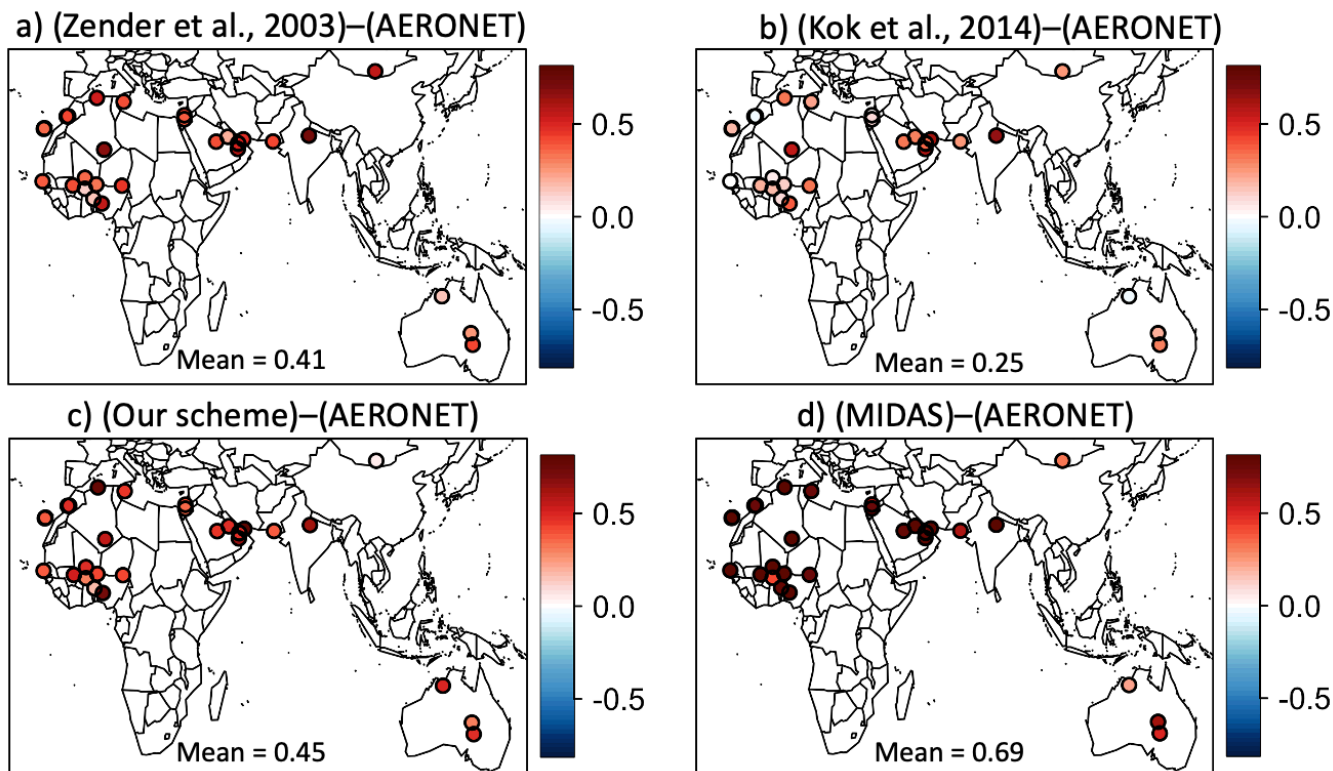 a) (Zender et al., 2003)–(AERONET)
b) (Kok et al., 2014)–(AERONET)
0.5
0.0
-0.5
Mean = 0.41
0.5
0.0
-0.5
Mean = 0.25
c) (Our scheme)–(AERONET)
d) (MIDAS)–(AERONET)
0.5
0.0
-0.5
Mean = 0.45
0.5
0.0
-0.5
Mean = 0.69